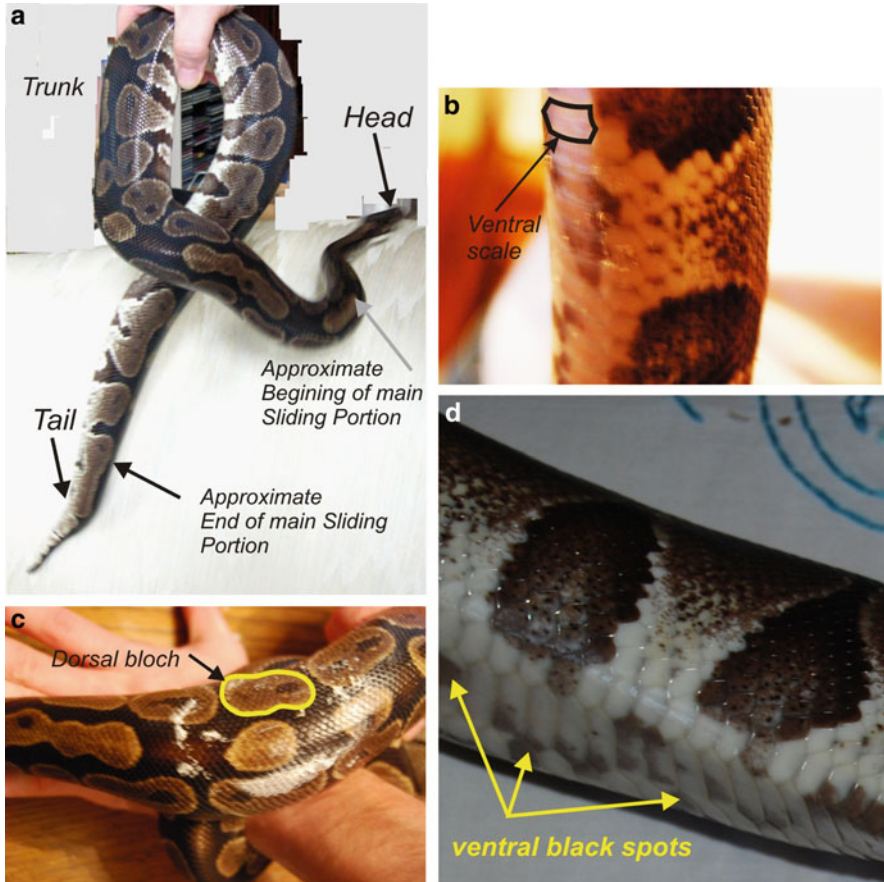 a
Trunk
Head
Approximate
Begining of main
Sliding Portion
Tail
Approximate
End of main Sliding
Portion
b
Ventral
scale
c
Dorsal bloch
d
ventral black spots